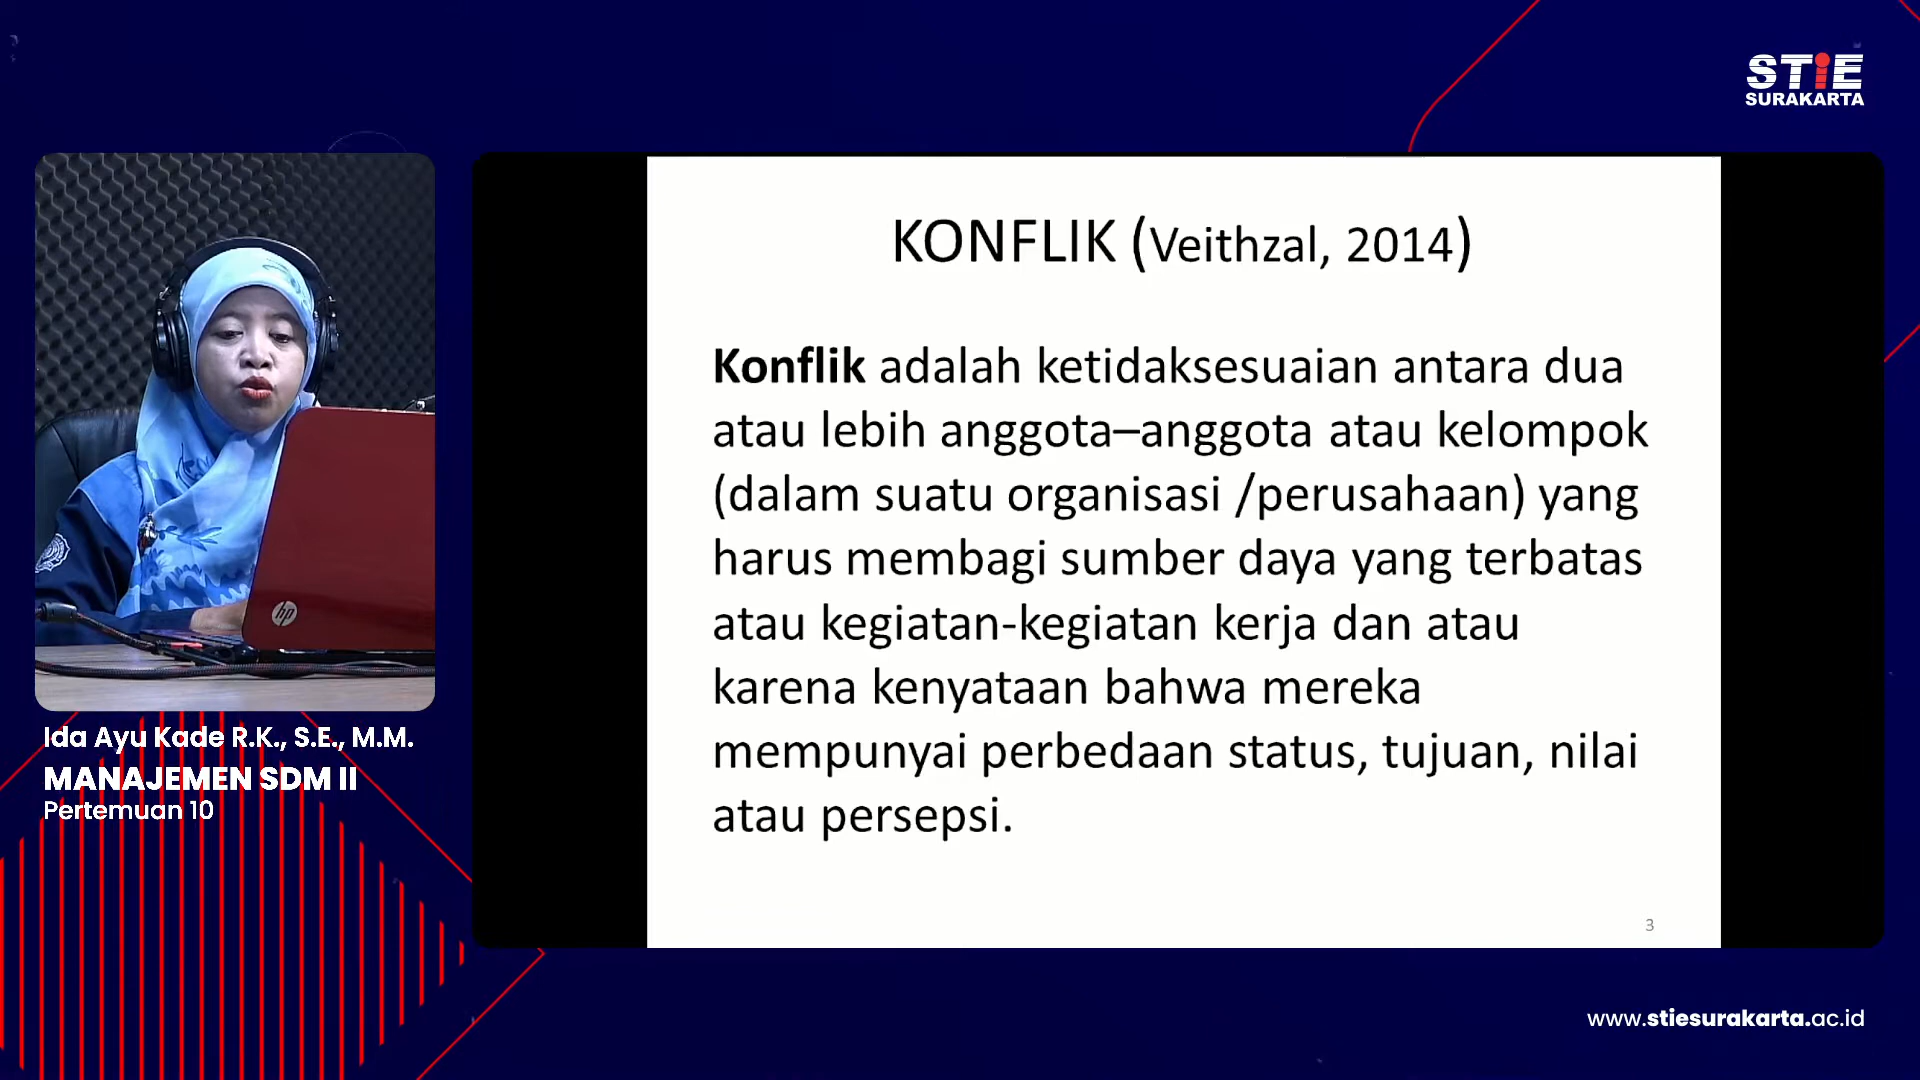 STiE
SURAKARTA
KONFLIK (Veithzal, 2014)
Konflik adalah ketidaksesuaian antara dua
atau lebih anggota–anggota atau kelompok
(dalam suatu organisasi /perusahaan) yang
harus membagi sumber daya yang terbatas
atau kegiatan-kegiatan kerja dan atau
karena kenyataan bahwa mereka
mempunyai perbedaan status, tujuan, nilai
atau persepsi.
3
hp
Ida Ayu Kade R.K., S.E., M.M.
MANAJEMEN SDM II
Pertemuan 10
www.stiesurakarta.ac.id